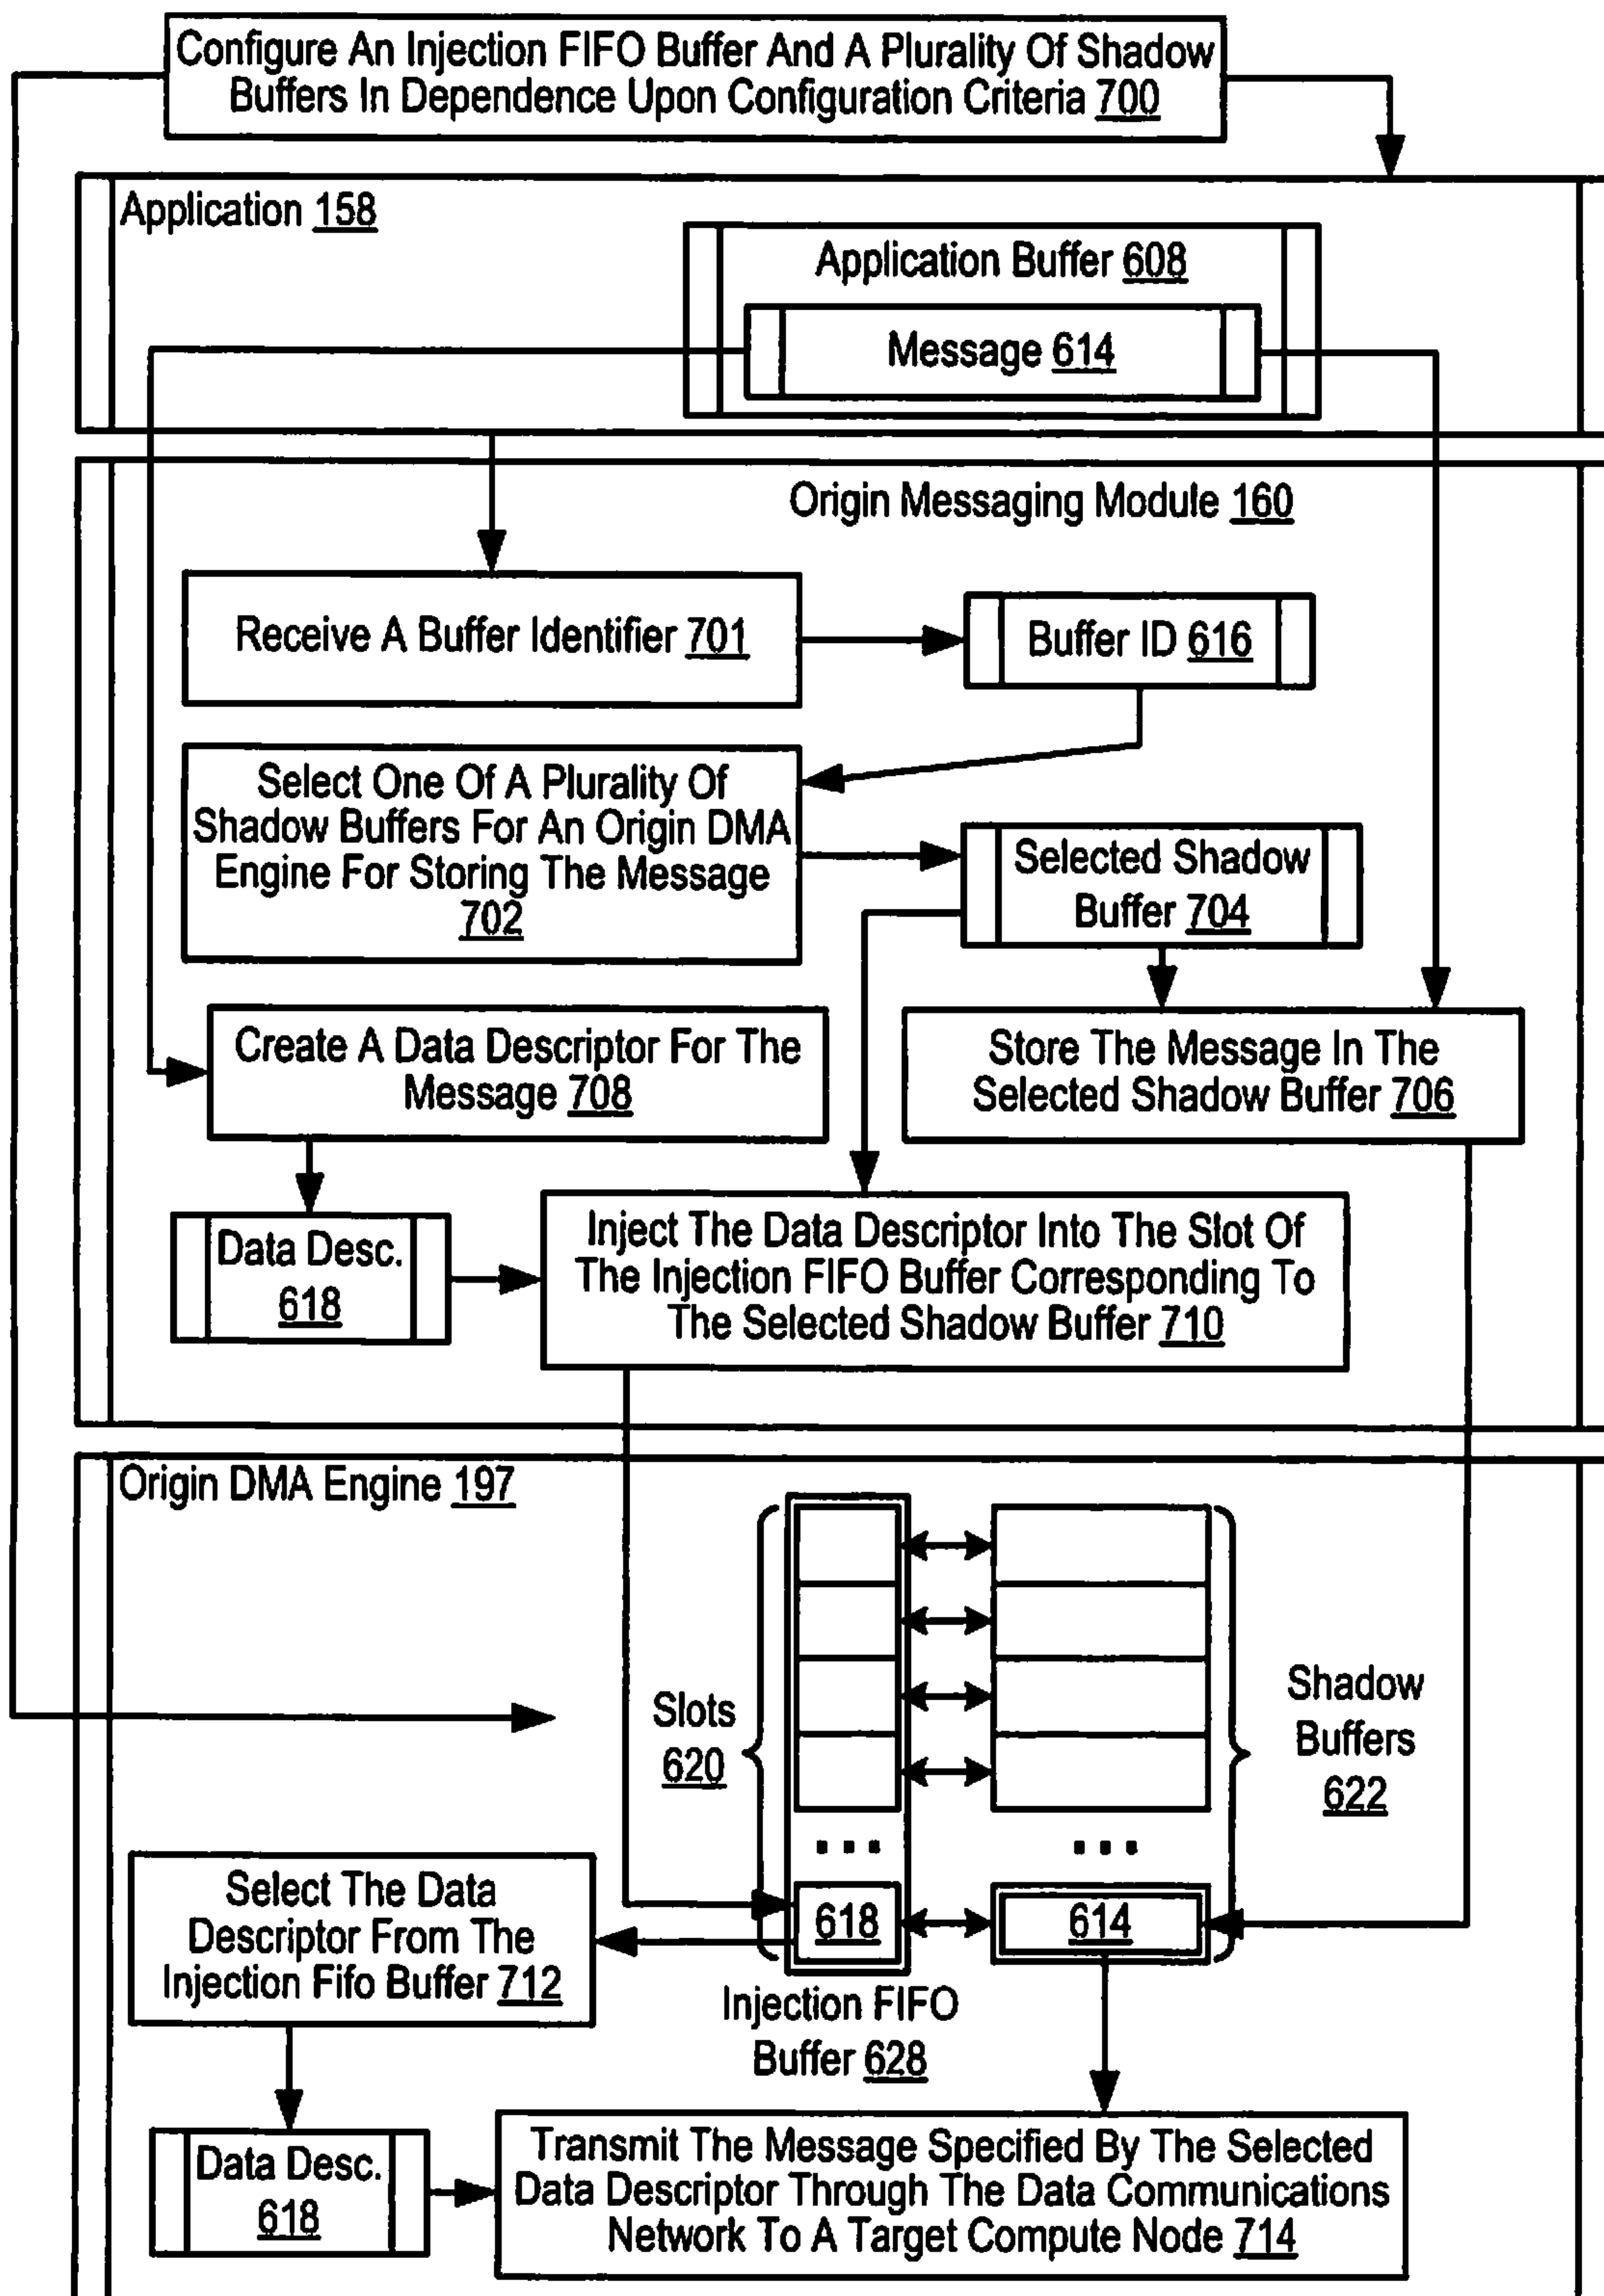 Configure An Injection FIFO Buffer And A Plurality Of Shadow
Buffers In Dependence Upon Configuration Criteria 700
Application 158
Application Buffer 608
Message 614
Origin Messaging Module 160
Receive A Buffer Identifier 701
Buffer ID 616
Select One Of A Plurality Of
Shadow Buffers For An Origin DMA
Engine For Storing The Message
702
Selected Shadow
Buffer 704
Create A Data Descriptor For The
Message 708
Store The Message In The
Selected Shadow Buffer 706
Data Desc.
618
Inject The Data Descriptor Into The Slot Of
The Injection FIFO Buffer Corresponding To
The Selected Shadow Buffer 710
Origin DMA Engine 197
Slots
620
Shadow
Buffers
622
. . .
. . .
618
614
Select The Data
Descriptor From The
Injection Fifo Buffer 712
Injection FIFO
Buffer 628
Data Desc.
618
Transmit The Message Specified By The Selected
Data Descriptor Through The Data Communications
Network To A Target Compute Node 714